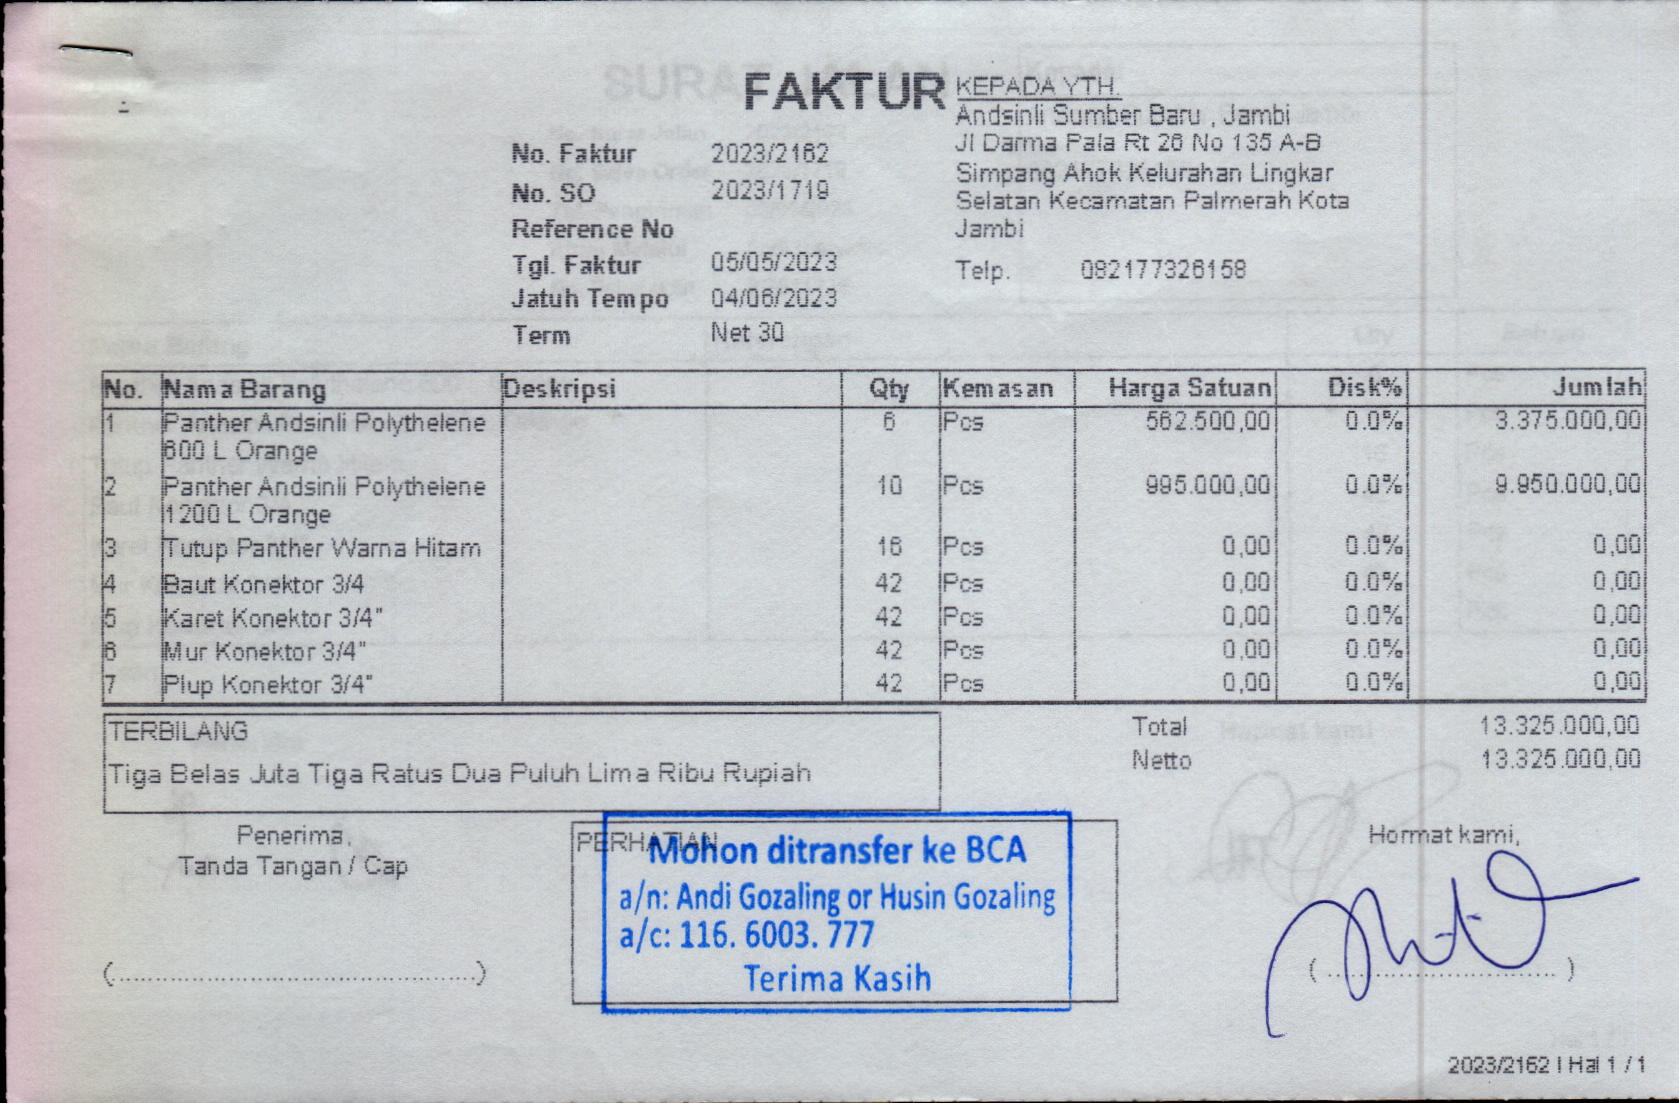 FAKTUR
KEPADA YTH.
Andsinli Sumber Baru , Jambi
Jl Darma Pala Rt 26 No 135 A-B
Simpang Ahok Kelurahan Lingkar
Selatan Kecamatan Palmerah Kota
Jambi
Telp. 082177326158
No. Faktur 2023/2162
No. SO 2023/1719
Reference No
Tgl. Faktur 05/05/2023
Jatuh Tempo 04/06/2023
Term Net 30
No. Nama Barang Deskripsi Qty Kemasan Harga Satuan Disk% Jumlah
1 Panther Andsinli Polythelene 6 Pcs 562.500,00 0.0% 3.375.000,00
600 L Orange
2 Panther Andsinli Polythelene 10 Pcs 995.000,00 0.0% 9.950.000,00
1200 L Orange
3 Tutup Panther Warna Hitam 16 Pcs 0,00 0.0% 0,00
4 Baut Konektor 3/4 42 Pcs 0,00 0.0% 0,00
5 Karet Konektor 3/4" 42 Pcs 0,00 0.0% 0,00
6 Mur Konektor 3/4" 42 Pcs 0,00 0.0% 0,00
7 Plup Konektor 3/4" 42 Pcs 0,00 0.0% 0,00
TERBILANG
Tiga Belas Juta Tiga Ratus Dua Puluh Lima Ribu Rupiah
Total 13.325.000,00
Netto 13.325.000,00
Penerima,
Tanda Tangan / Cap
(..............................................)
PERHATIAN
Mohon ditransfer ke BCA
a/n: Andi Gozaling or Husin Gozaling
a/c: 116. 6003. 777
Terima Kasih
Hormat kami,
(..............................)
2023/2162 | Hal 1 / 1